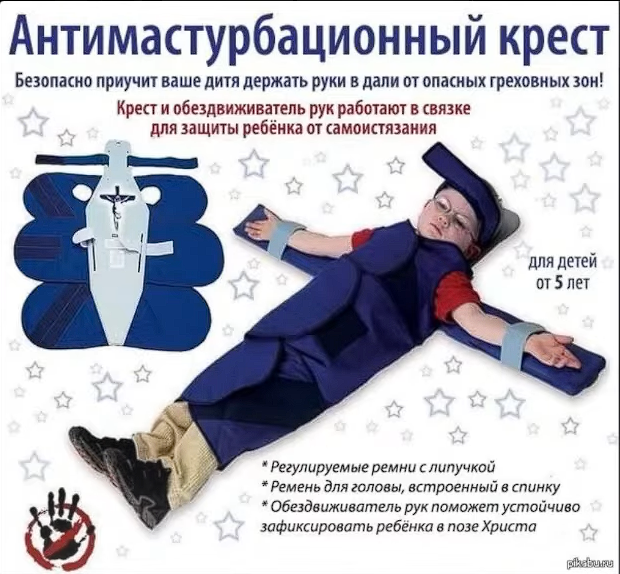 Антимастурбационный крест
Безопасно приучит ваше дитя держать руки в дали от опасных греховных зон!
Крест и обездвиживатель рук работают в связке
для защиты ребёнка от самоистязания
для детей
от 5 лет
* Регулируемые ремни с липучкой
* Ремень для головы, встроенный в спинку
* Обездвиживатель рук поможет устойчиво
зафиксировать ребёнка в позе Христа
pikabu.ru